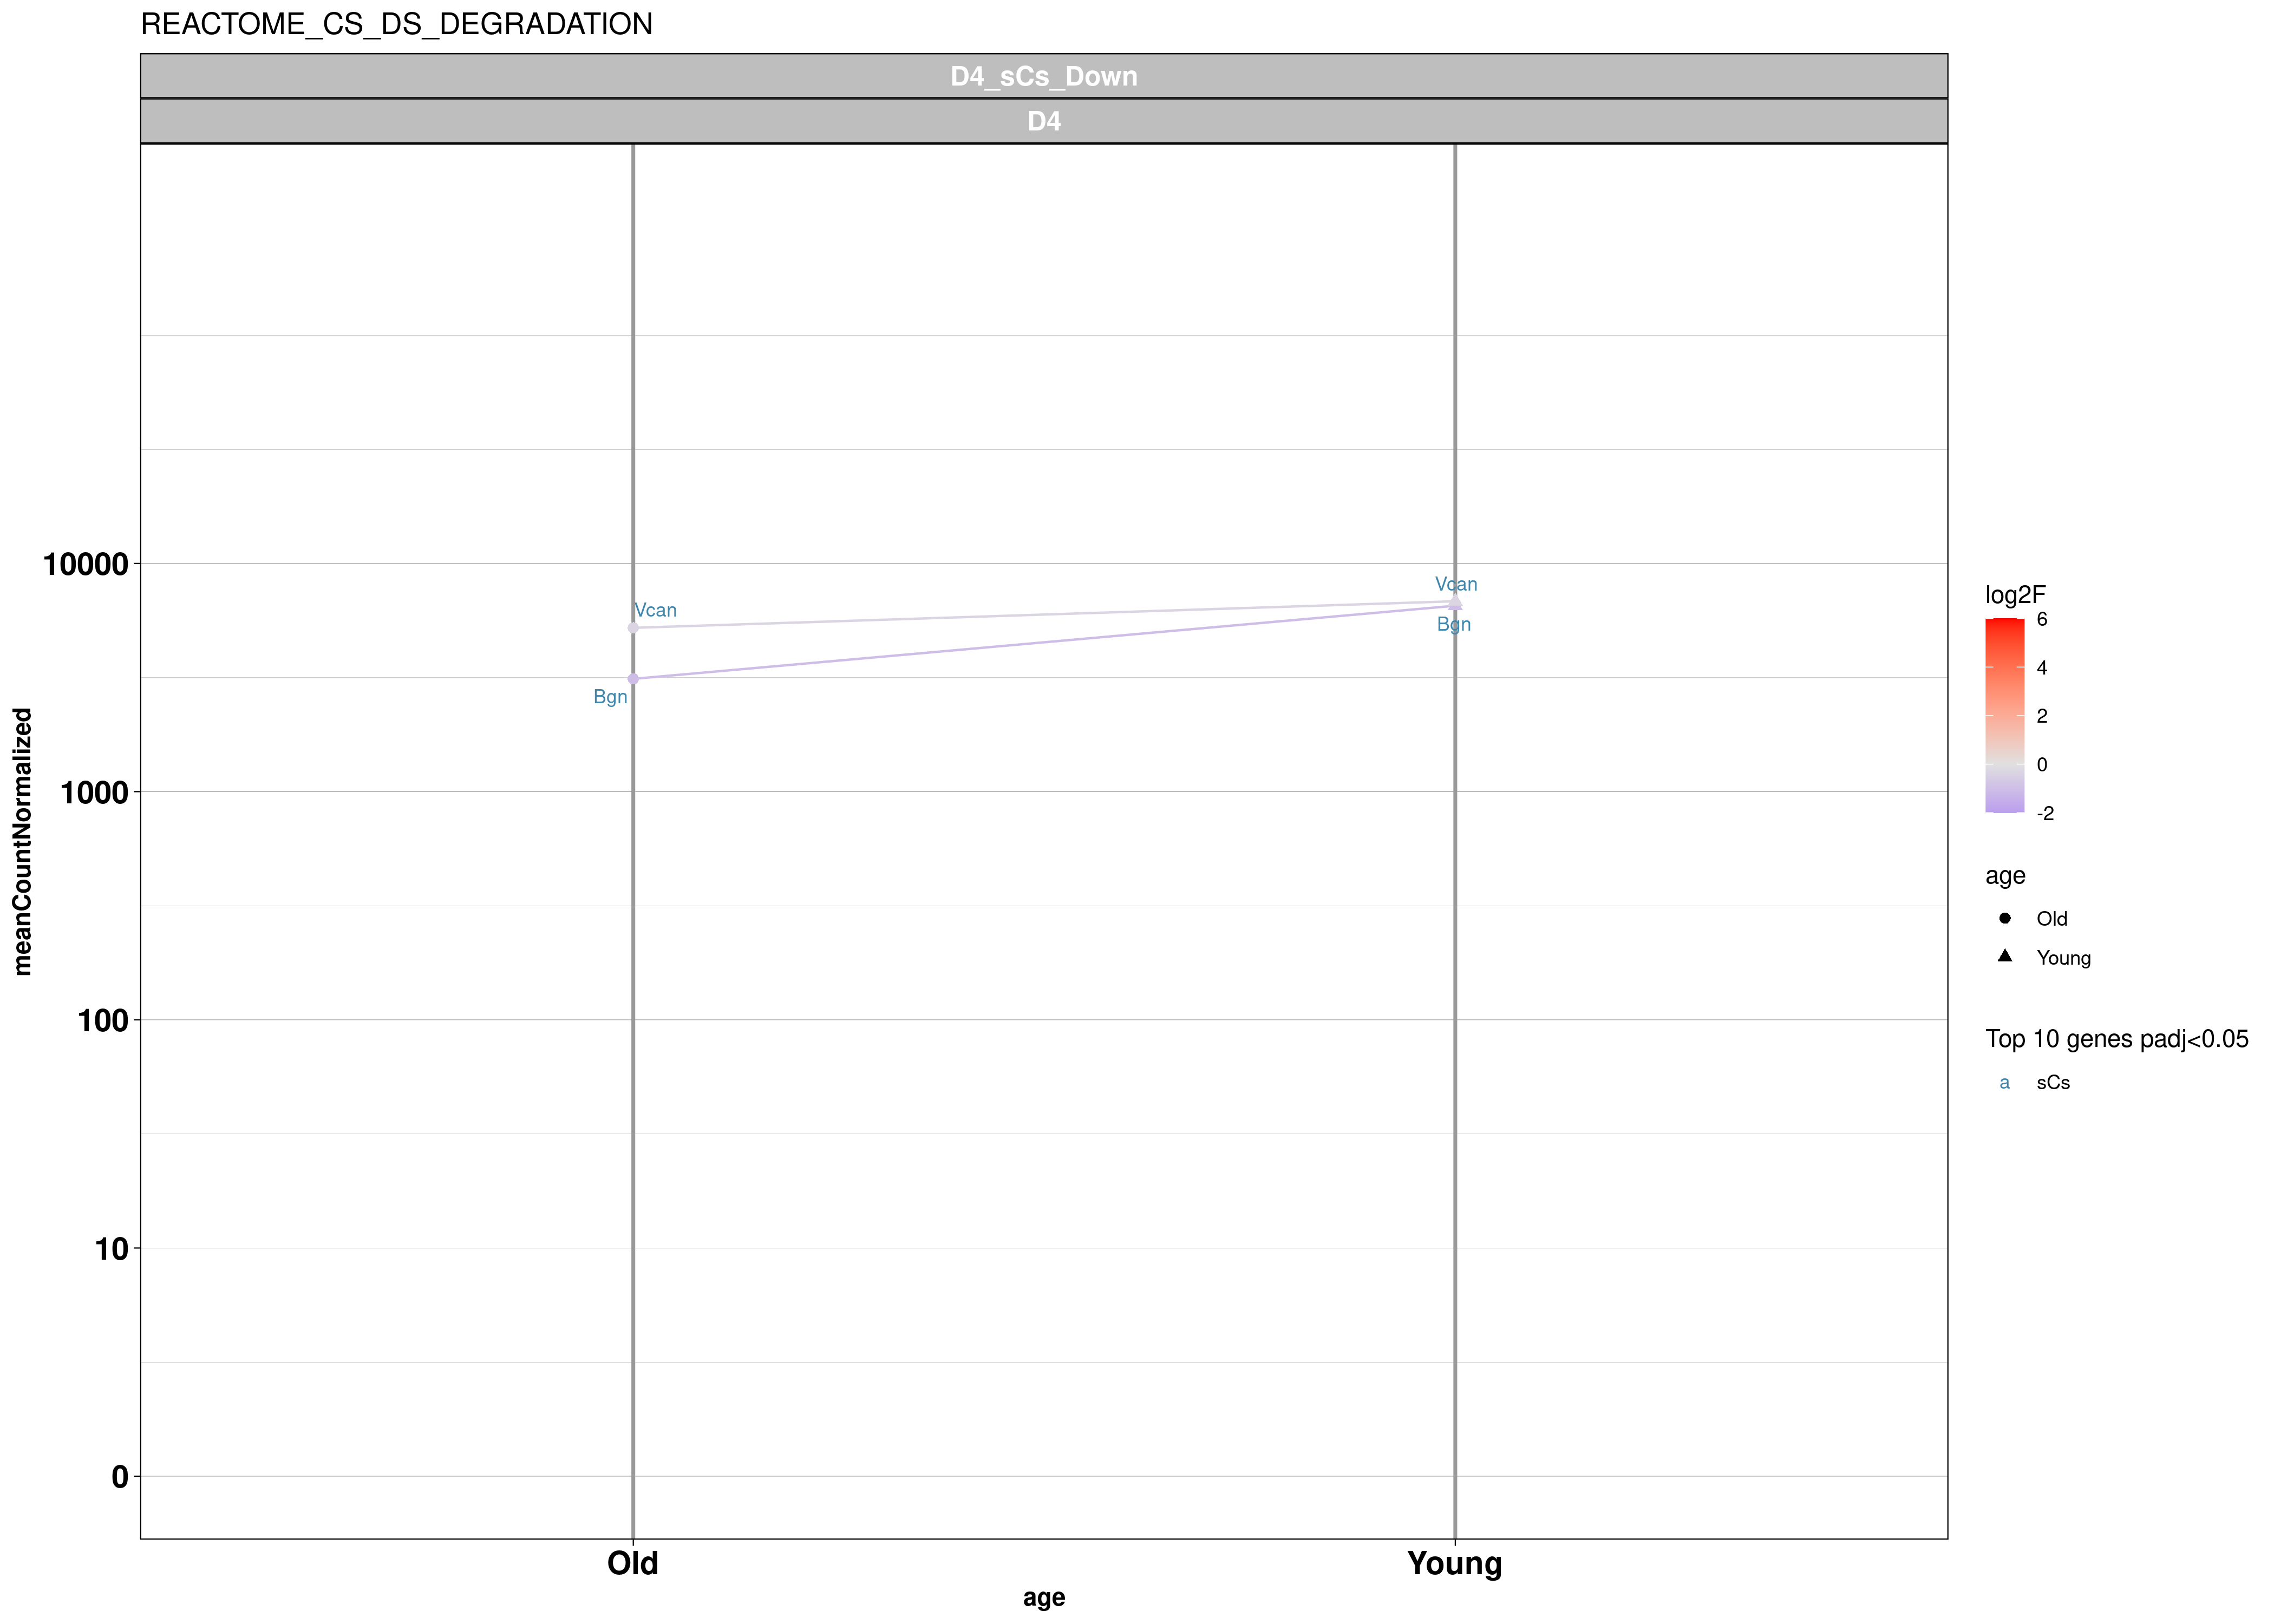 REACTOME_CS_DS_DEGRADATION
D4_sCs_Down
D4
10000
1000
100
10
0
meanCountNormalized
Vcan
Bgn
Vcan
Bgn
Old
Young
age
log2F
6
4
2
0
-2
age
Old
Young
Top 10 genes padj<0.05
a sCs